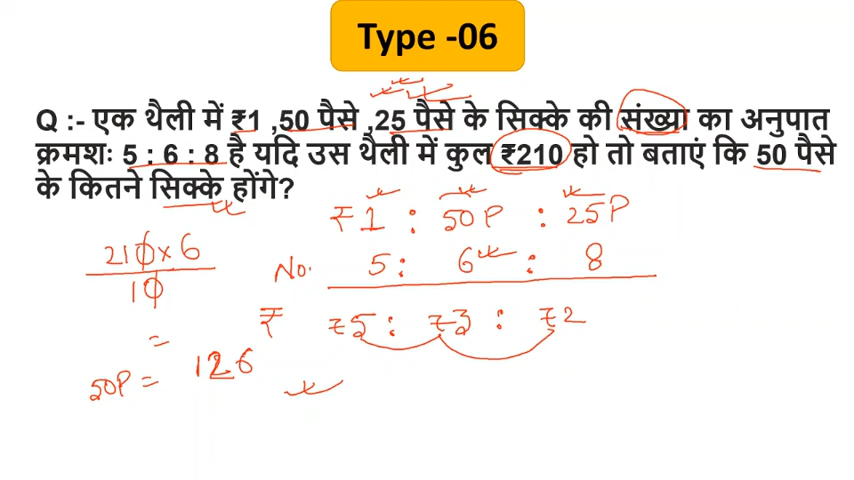 Type -06
Q :- एक थैली में ₹1 ,50 पैसे ,25 पैसे के सिक्के की संख्या का अनुपात
क्रमशः 5 : 6 : 8 है यदि उस थैली में कुल ₹210 हो तो बताएं कि 50 पैसे
के कितने सिक्के होंगे?
₹1 : 50P : 25P
No. 5 : 6 : 8
₹ ₹5 : ₹3 : ₹2
210 x 6
10
=
50P = 126